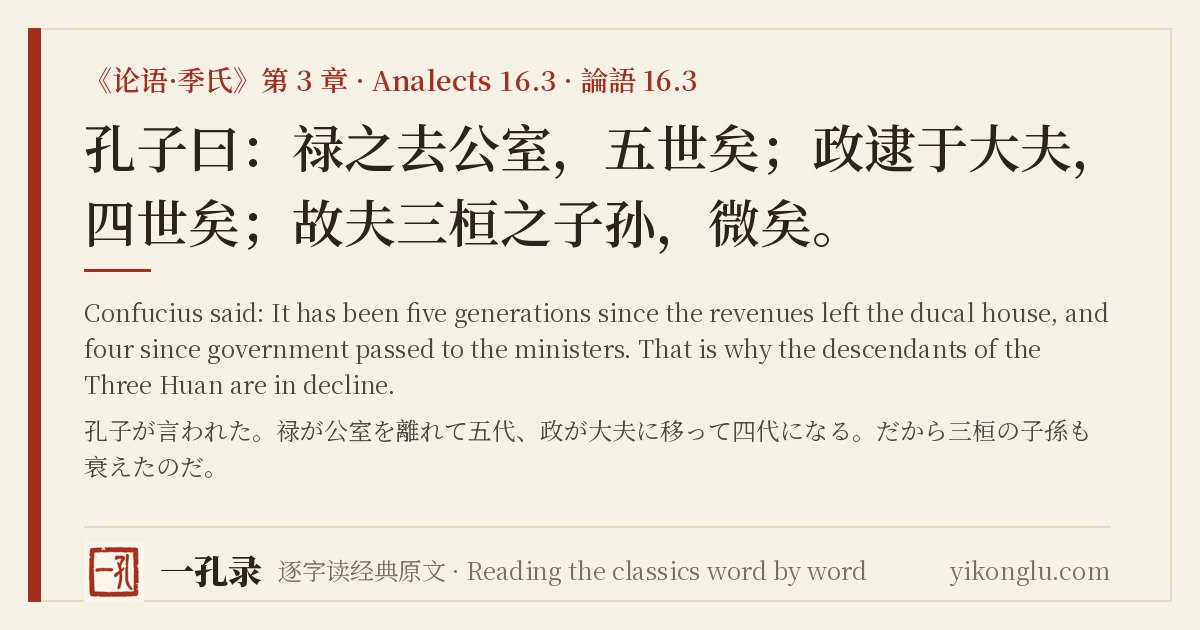 《论语·季氏》第 3 章 · Analects 16.3 · 論語 16.3
孔子曰：禄之去公室，五世矣；政逮于大夫，
四世矣；故夫三桓之子孙，微矣。
Confucius said: It has been five generations since the revenues left the ducal house, and
four since government passed to the ministers. That is why the descendants of the
Three Huan are in decline.
孔子が言われた。禄が公室を離れて五代、政が大夫に移って四代になる。だから三桓の子孫も
衰えたのだ。
一孔
一孔录 逐字读经典原文 · Reading the classics word by word yikonglu.com